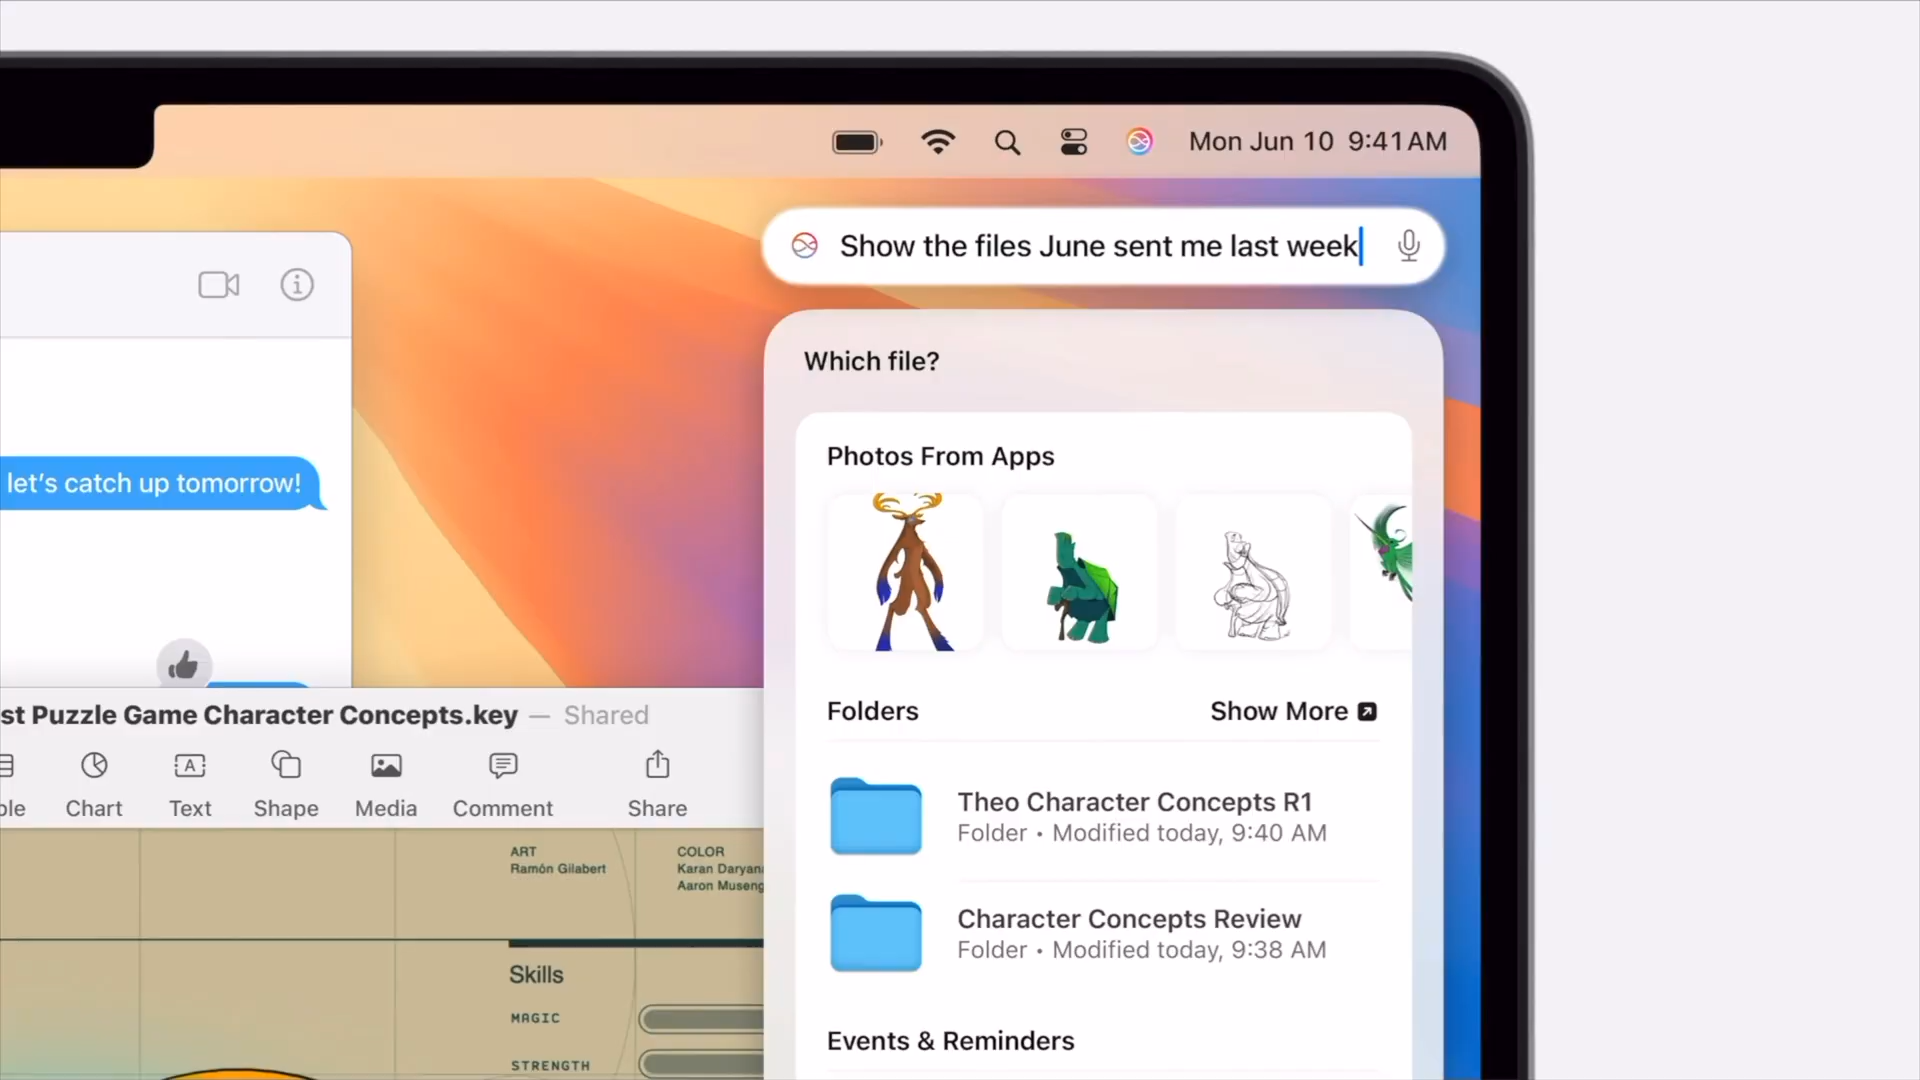 Mon Jun 10 9:41 AM
Show the files June sent me last week
Which file?
Photos From Apps
let's catch up tomorrow!
Folders
Show More
st Puzzle Game Character Concepts.key — Shared
Chart
Text
Shape
Media
Comment
Share
Theo Character Concepts R1
Folder • Modified today, 9:40 AM
Character Concepts Review
Folder • Modified today, 9:38 AM
Events & Reminders
ART
Ramón Gilabert
COLOR
Karan Daryan
Aaron Museng
Skills
MAGIC
STRENGTH